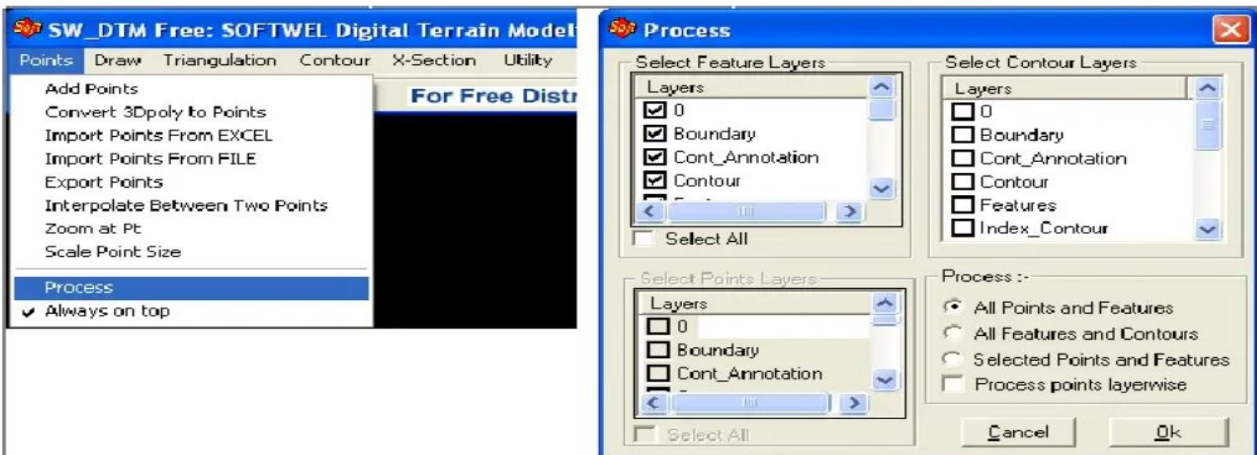 Soft SW_DTM Free: SOFTWEL Digital Terrain Model
Points Draw Triangulation Contour X-Section Utility
For Free Distr
Add Points
Convert 3Dpoly to Points
Import Points From EXCEL
Import Points From FILE
Export Points
Interpolate Between Two Points
Zoom at Pt
Scale Point Size
Process
Always on top
Soft Process
Select Feature Layers
Layers
0
Boundary
Cont_Annotation
Contour
Select All
Select Contour Layers
Layers
0
Boundary
Cont_Annotation
Contour
Features
Index_Contour
Select Points Layers
Layers
0
Boundary
Cont_Annotation
Select All
Process :-
All Points and Features
All Features and Contours
Selected Points and Features
Process points layerwise
Cancel
Ok